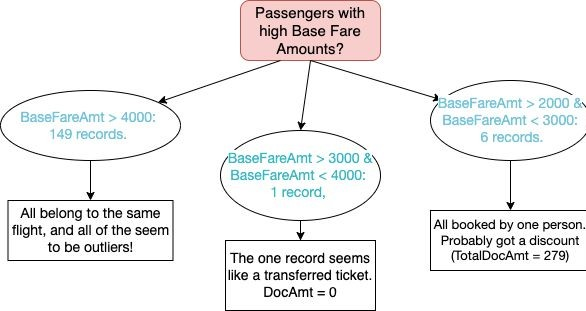 Passengers with
high Base Fare
Amounts?
BaseFareAmt > 4000:
149 records.
BaseFareAmt > 3000 &
BaseFareAmt < 4000:
1 record,
BaseFareAmt > 2000 &
BaseFareAmt < 3000:
6 records.
All belong to the same
flight, and all of the seem
to be outliers!
The one record seems
like a transferred ticket.
DocAmt = 0
All booked by one person.
Probably got a discount
(TotalDocAmt = 279)